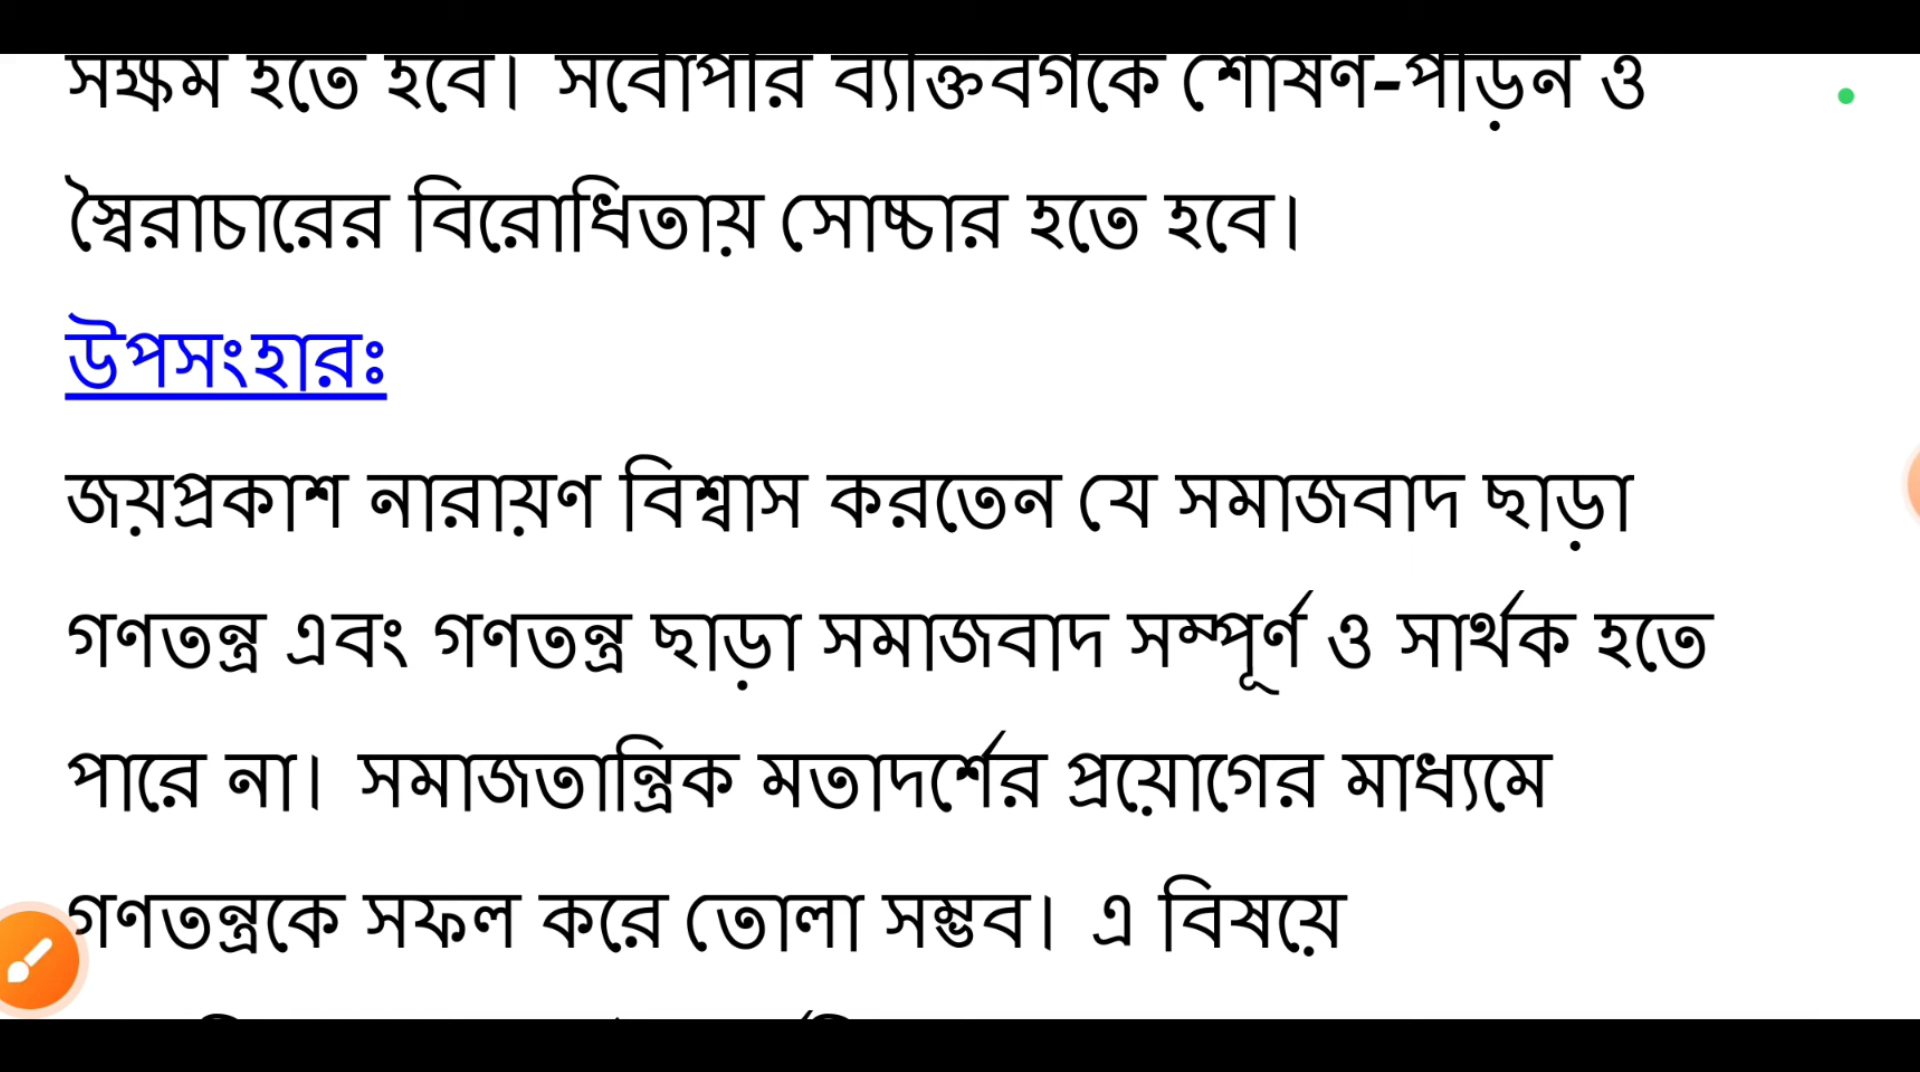 সক্ষম হতে হবে। সর্বোপরি ব্যক্তিবর্গকে শোষণ-পীড়ন ও
স্বৈরাচারের বিরোধিতায় সোচ্চার হতে হবে।
উপসংহারঃ
জয়প্রকাশ নারায়ণ বিশ্বাস করতেন যে সমাজবাদ ছাড়া
গণতন্ত্র এবং গণতন্ত্র ছাড়া সমাজবাদ সম্পূর্ণ ও সার্থক হতে
পারে না। সমাজতান্ত্রিক মতাদর্শের প্রয়োগের মাধ্যমে
গণতন্ত্রকে সফল করে তোলা সম্ভব। এ বিষয়ে